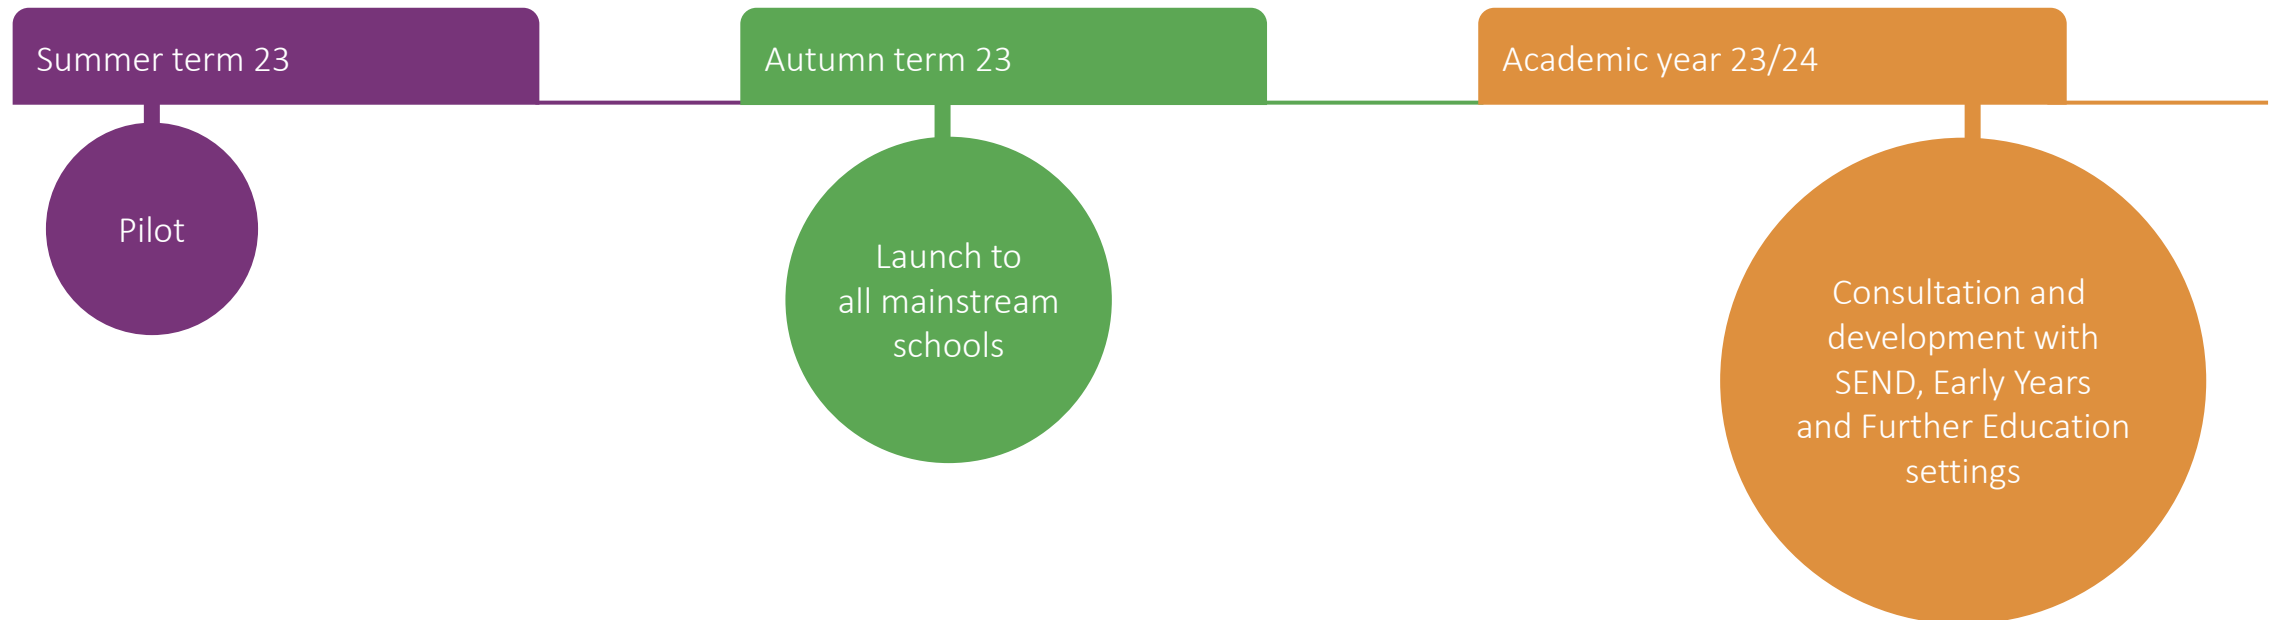 Summer term 23
Autumn term 23
Academic year 23/24
Pilot
Launch to
all mainstream
schools
Consultation and
development with
SEND, Early Years
and Further Education
settings